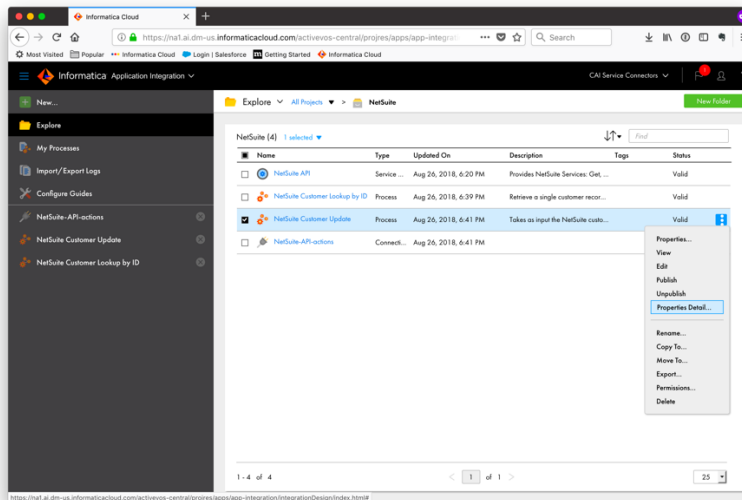 Informatica Cloud
https://na1.ai.dm-us.informaticacloud.com/activevos-central/projres/apps/app-integrat
Search
Most Visited Popular Informatica Cloud Login | Salesforce Getting Started Informatica Cloud
Informatica Application Integration
CAI Service Connectors
New...
Explore
My Processes
Import/Export Logs
Configure Guides
NetSuite-API-actions
NetSuite Customer Update
NetSuite Customer Lookup by ID
Explore All Projects > NetSuite
New Folder
NetSuite (4) 1 selected
Find
Name Type Updated On Description Tags Status
NetSuite API Service ... Aug 26, 2018, 6:20 PM Provides NetSuite Services: Get, ... Valid
NetSuite Customer Lookup by ID Process Aug 26, 2018, 6:39 PM Retrieve a single customer recor... Valid
NetSuite Customer Update Process Aug 26, 2018, 6:41 PM Takes as input the NetSuite custo... Valid
NetSuite-API-actions Connecti... Aug 26, 2018, 6:41 PM
Properties...
View
Edit
Publish
Unpublish
Properties Detail...
Rename...
Copy To...
Move To...
Export...
Permissions...
Delete
1 - 4 of 4
< 1 of 1 >
25
https://na1.ai.dm-us.informaticacloud.com/activevos-central/projres/apps/app-integration/integrationDesign/index.html#